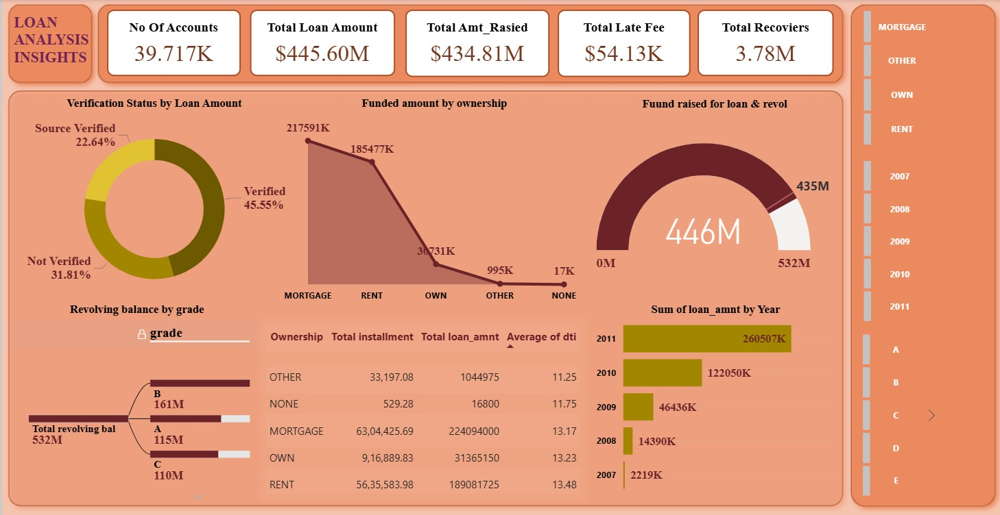 LOAN
ANALYSIS
INSIGHTS
No Of Accounts
39.717K
Total Loan Amount
$445.60M
Total Amt_Rasied
$434.81M
Total Late Fee
$54.13K
Total Recoviers
3.78M
Verification Status by Loan Amount
Source Verified
22.64%
Verified
45.55%
Not Verified
31.81%
Funded amount by ownership
217591K
185477K
30731K
995K
17K
MORTGAGE
RENT
OWN
OTHER
NONE
Fuund raised for loan & revol
435M
446M
0M
532M
Revolving balance by grade
grade
B
161M
Total revolving bal
532M
A
115M
C
110M
Ownership Total installment Total loan_amnt Average of dti
OTHER 33,197.08 1044975 11.25
NONE 529.28 16800 11.75
MORTGAGE 63,04,425.69 224094000 13.17
OWN 9,16,889.83 31365150 13.23
RENT 56,35,583.98 189081725 13.48
Sum of loan_amnt by Year
2011 260507K
2010 122050K
2009 46436K
2008 14390K
2007 2219K
MORTGAGE
OTHER
OWN
RENT
2007
2008
2009
2010
2011
A
B
C
D
E